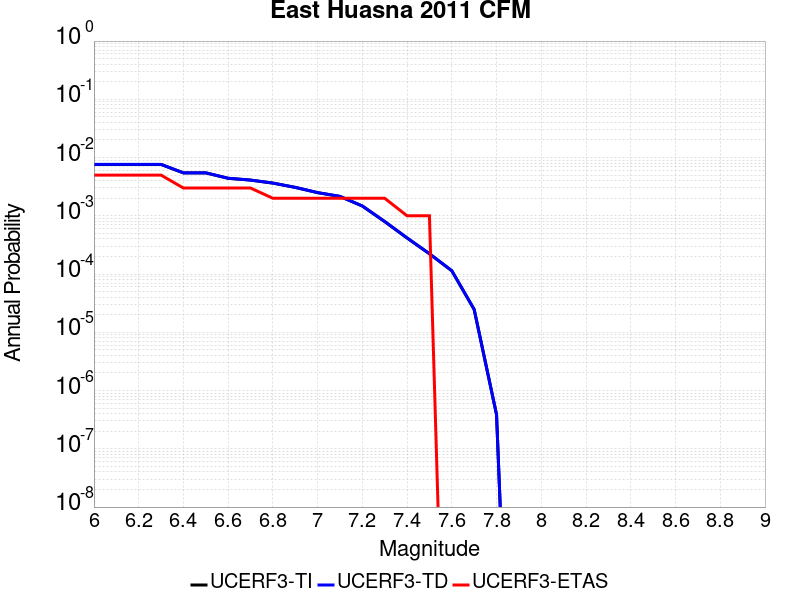 East Huasna 2011 CFM
10^0
10^-1
10^-2
10^-3
10^-4
10^-5
10^-6
10^-7
10^-8
Annual Probability
6 6.2 6.4 6.6 6.8 7 7.2 7.4 7.6 7.8 8 8.2 8.4 8.6 8.8 9
Magnitude
UCERF3-TI UCERF3-TD UCERF3-ETAS